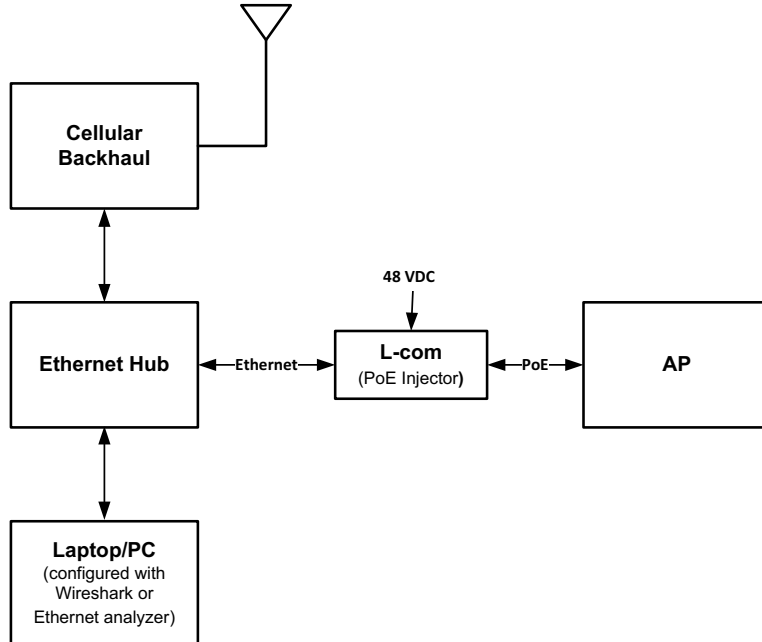 Cellular
Backhaul
48 VDC
Ethernet Hub
Ethernet
L-com
(PoE Injector)
PoE
AP
Laptop/PC
(configured with
Wireshark or
Ethernet analyzer)